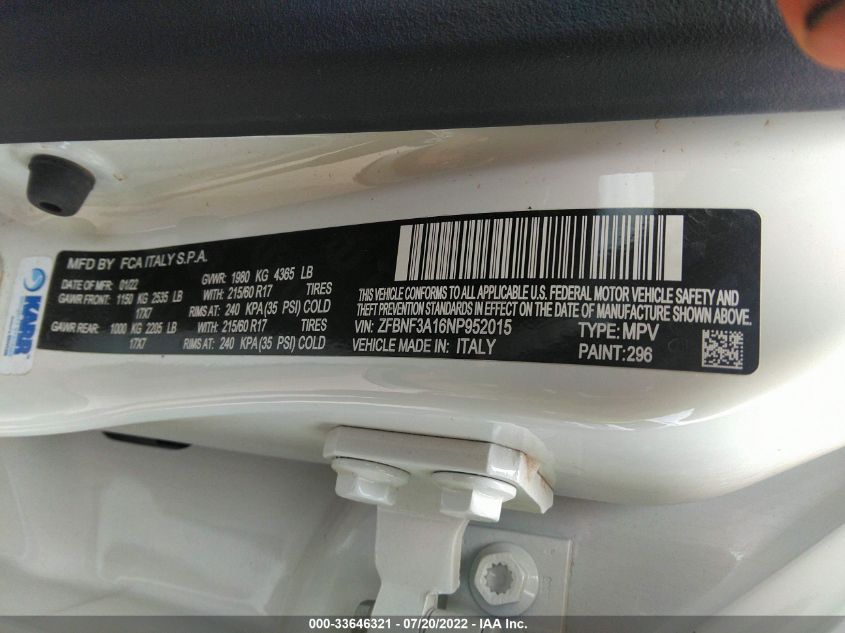 MFD BY FCA ITALY S.P.A.
DATE OF MFR: 01/22 GVWR: 1980 KG 4365 LB
GAWR FRONT: 1150 KG 2535 LB WITH: 215/60 R17 TIRES
17X7 RIMS AT: 240 KPA(35 PSI) COLD
GAWR REAR: 1000 KG 2205 LB WITH: 215/60 R17 TIRES
17X7 RIMS AT: 240 KPA(35 PSI) COLD
THIS VEHICLE CONFORMS TO ALL APPLICABLE U.S. FEDERAL MOTOR VEHICLE SAFETY AND
THEFT PREVENTION STANDARDS IN EFFECT ON THE DATE OF MANUFACTURE SHOWN ABOVE
VIN: ZFBNF3A16NP952015 TYPE: MPV
VEHICLE MADE IN: ITALY PAINT:296
KARR
000-33646321 / 07/20/2022 - IAA Inc.